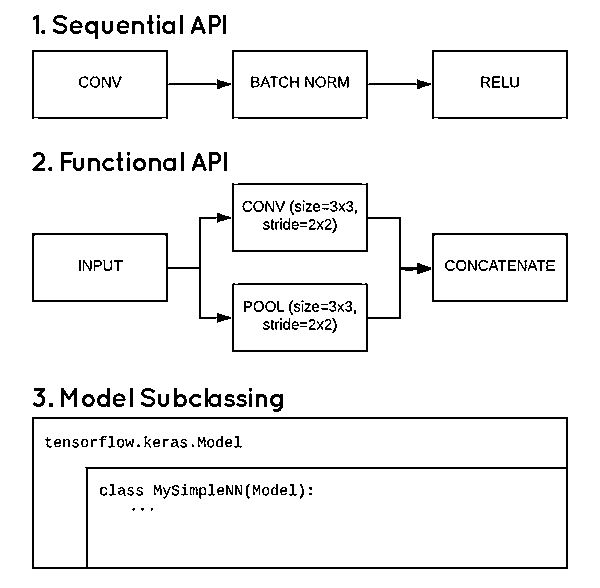 1. Sequential API
CONV
BATCH NORM
RELU
2. Functional API
CONV (size=3x3,
stride=2x2)
INPUT
CONCATENATE
POOL (size=3x3,
stride=2x2)
3. Model Subclassing
tensorflow.keras.Model
class MySimpleNN(Model):
...